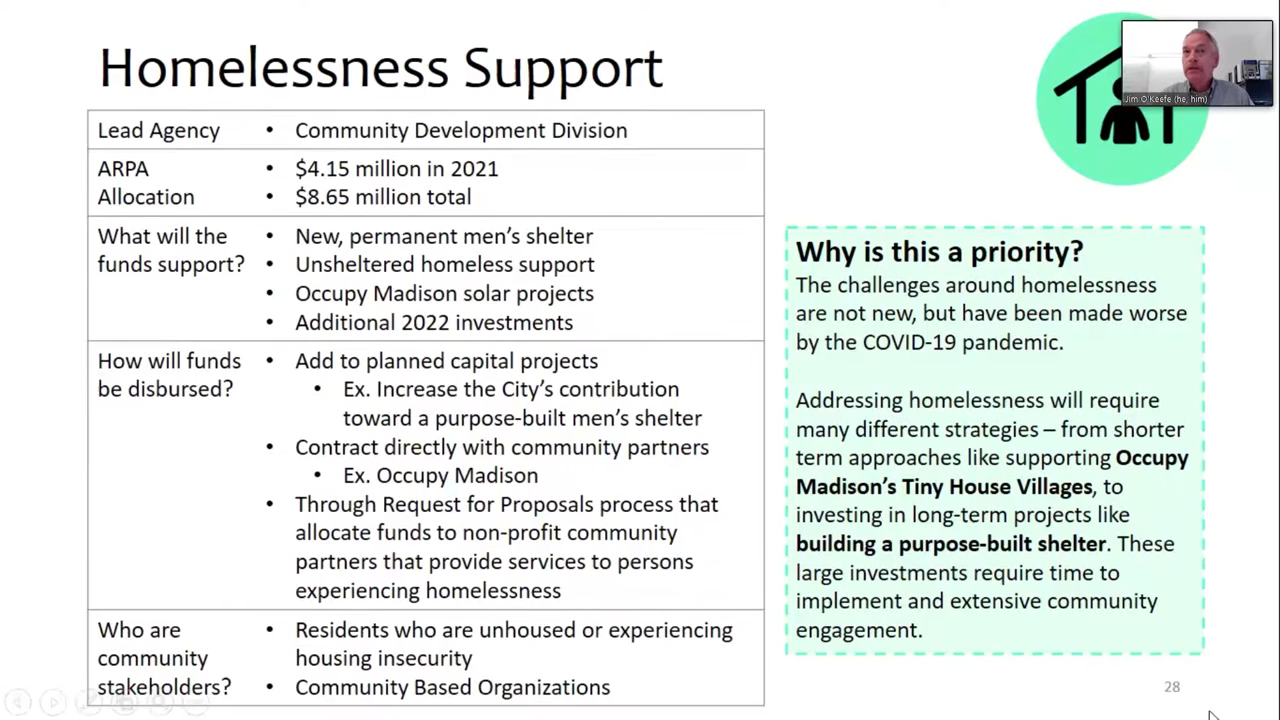 Homelessness Support
Jim O'Keefe (he, him)
Lead Agency
• Community Development Division
ARPA
Allocation
• $4.15 million in 2021
• $8.65 million total
What will the
funds support?
• New, permanent men's shelter
• Unsheltered homeless support
• Occupy Madison solar projects
• Additional 2022 investments
How will funds
be disbursed?
• Add to planned capital projects
• Ex. Increase the City's contribution
toward a purpose-built men's shelter
• Contract directly with community partners
• Ex. Occupy Madison
• Through Request for Proposals process that
allocate funds to non-profit community
partners that provide services to persons
experiencing homelessness
Who are
community
stakeholders?
• Residents who are unhoused or experiencing
housing insecurity
• Community Based Organizations
Why is this a priority?
The challenges around homelessness
are not new, but have been made worse
by the COVID-19 pandemic.
Addressing homelessness will require
many different strategies – from shorter
term approaches like supporting Occupy
Madison's Tiny House Villages, to
investing in long-term projects like
building a purpose-built shelter. These
large investments require time to
implement and extensive community
engagement.
28